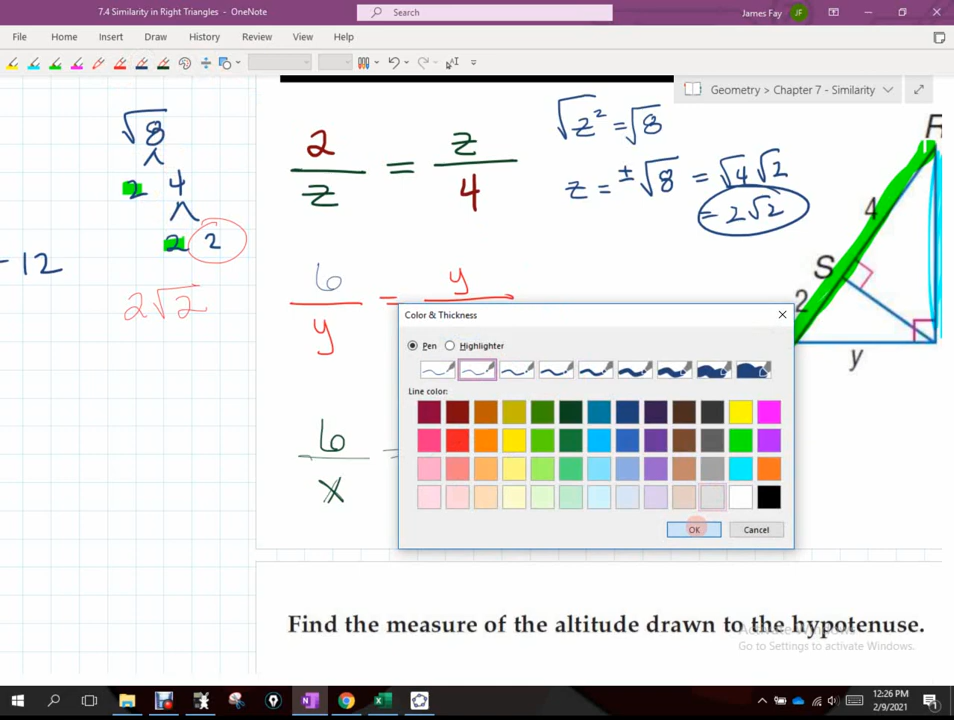 7.4 Similarity in Right Triangles - OneNote
Search
James Fay
JF
File Home Insert Draw History Review View Help
Geometry > Chapter 7 - Similarity
√8
2 4
2 2
2√2
-12
2/z = z/4
√z² = √8
z = ±√8 = √4 √2
= 2√2
6/y = y
6/x =
R
4
S
2
y
Color & Thickness
Pen Highlighter
Line color:
OK Cancel
Find the measure of the altitude drawn to the hypotenuse.
Activate Windows
Go to Settings to activate Windows.
12:26 PM
2/9/2021